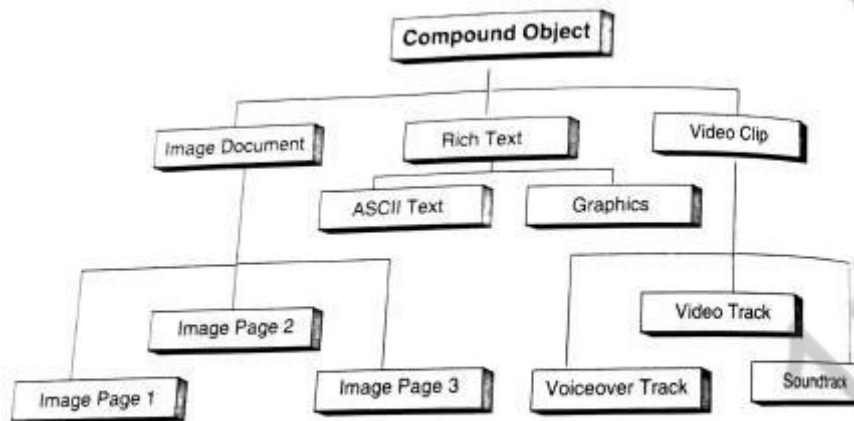 Compound Object
Image Document
Rich Text
Video Clip
ASCII Text
Graphics
Image Page 2
Video Track
Image Page 1
Image Page 3
Voiceover Track
Soundtrack